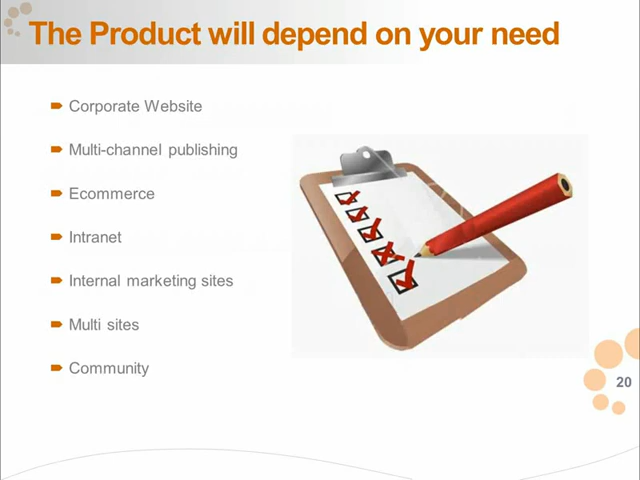 The Product will depend on your need
Corporate Website
Multi-channel publishing
Ecommerce
Intranet
Internal marketing sites
Multi sites
Community
20